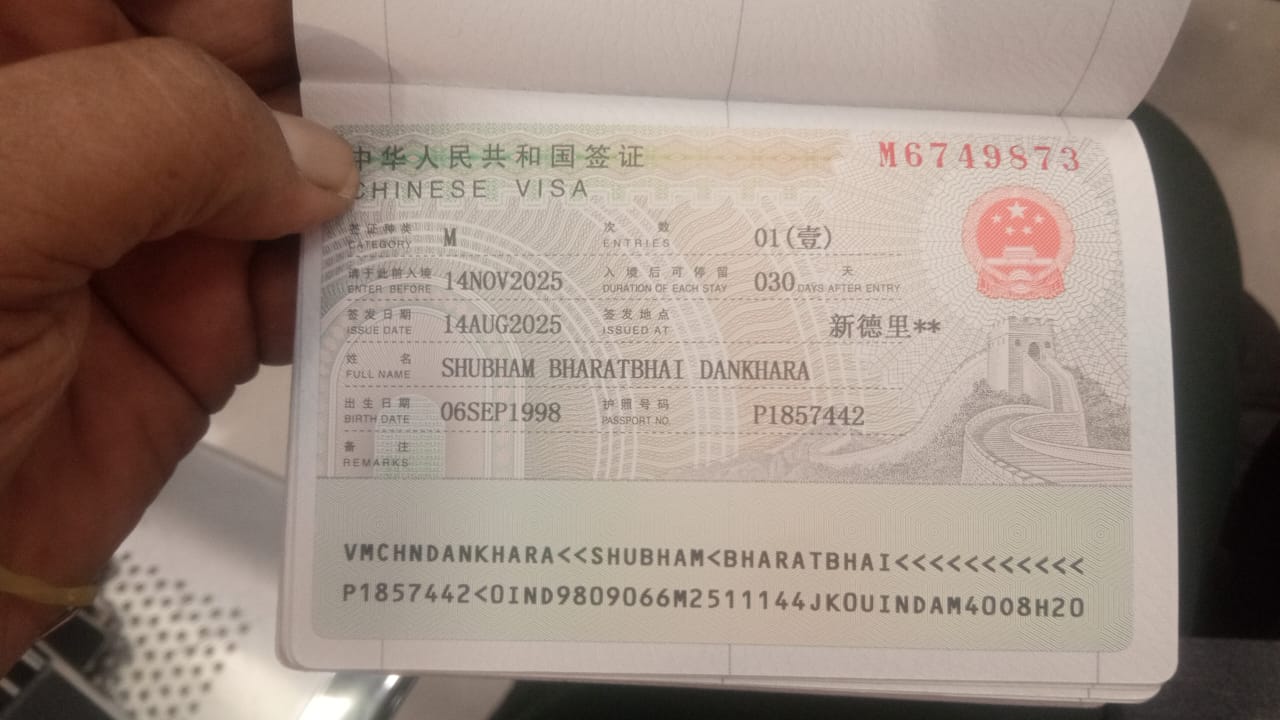 中华人民共和国签证 M6749873
CHINESE VISA
签证种类 CATEGORY M 次数 ENTRIES 01(壹)
请于此前入境 ENTER BEFORE 14NOV2025 入境后可停留 DURATION OF EACH STAY 030 天 DAYS AFTER ENTRY
签发日期 ISSUE DATE 14AUG2025 签发地点 ISSUED AT 新德里**
姓名 FULL NAME SHUBHAM BHARATBHAI DANKHARA
出生日期 BIRTH DATE 06SEP1998 护照号码 PASSPORT NO. P1857442
备注 REMARKS
VMCHNDANKHARA<<SHUBHAM<BHARATBHAI<<<<<<<<<<<
P1857442<0IND9809066M2511144JK0UINDAM4008H20